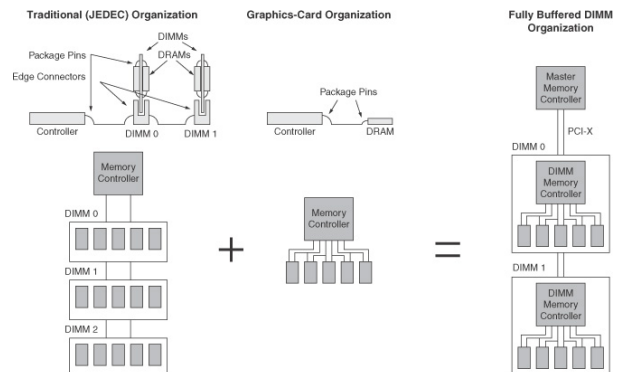 Traditional (JEDEC) Organization
DIMMs
Package Pins
DRAMs
Edge Connectors
Controller
DIMM 0
DIMM 1
Memory
Controller
DIMM 0
DIMM 1
DIMM 2
+
Graphics-Card Organization
Package Pins
Controller
DRAM
Memory
Controller
=
Fully Buffered DIMM
Organization
Master
Memory
Controller
PCI-X
DIMM 0
DIMM
Memory
Controller
DIMM 1
DIMM
Memory
Controller